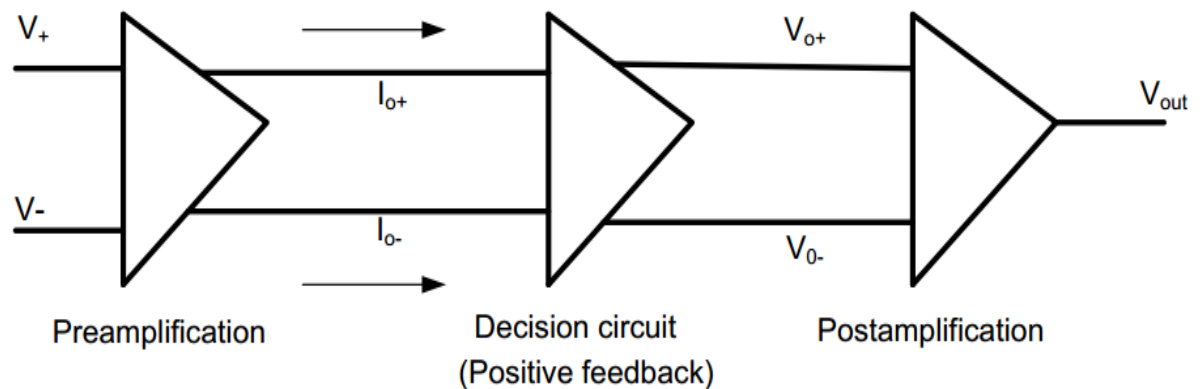 V+
V-
Io+
Io-
Vo+
V0-
Vout
Preamplification
Decision circuit
(Positive feedback)
Postamplification